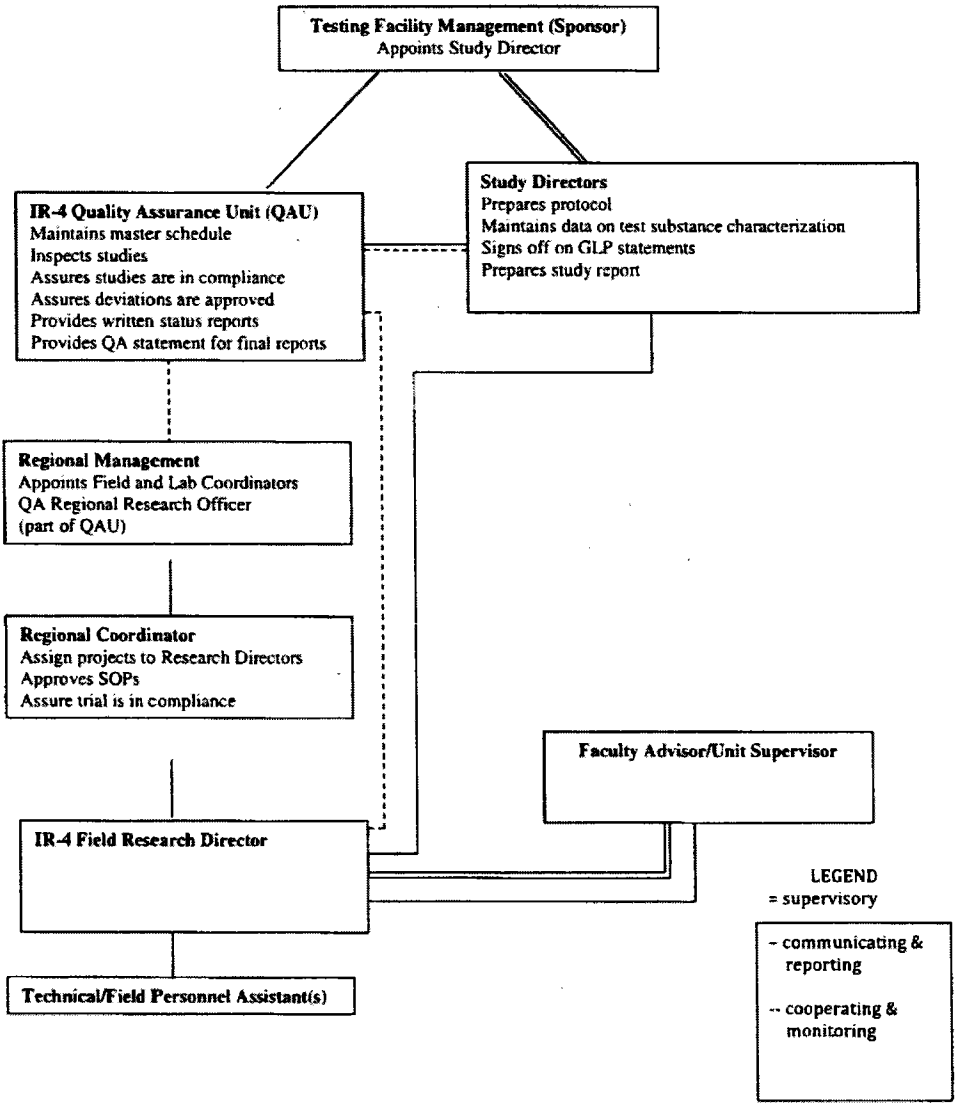 Testing Facility Management (Sponsor)
Appoints Study Director
IR-4 Quality Assurance Unit (QAU)
Maintains master schedule
Inspects studies
Assures studies are in compliance
Assures deviations are approved
Provides written status reports
Provides QA statement for final reports
Study Directors
Prepares protocol
Maintains data on test substance characterization
Signs off on GLP statements
Prepares study report
Regional Management
Appoints Field and Lab Coordinators
QA Regional Research Officer
(part of QAU)
Regional Coordinator
Assign projects to Research Directors
Approves SOPs
Assure trial is in compliance
Faculty Advisor/Unit Supervisor
IR-4 Field Research Director
Technical/Field Personnel Assistant(s)
LEGEND
= supervisory
- communicating &
reporting
-- cooperating &
monitoring